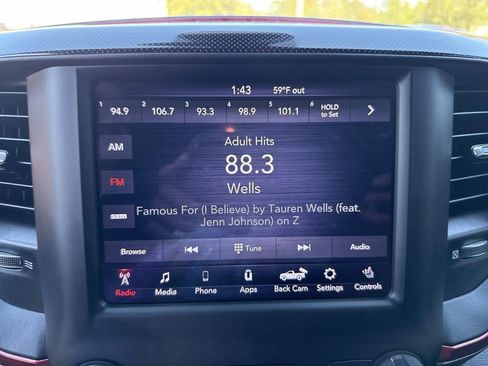 1:43 59°F out
1 94.9 2 106.7 3 93.3 4 98.9 5 101.1 6 HOLD to Set
AM
Adult Hits
88.3
FM
Wells
Famous For (I Believe) by Tauren Wells (feat.
Jenn Johnson) on Z
Browse Tune Audio
Radio Media Phone Apps Back Cam Settings Controls